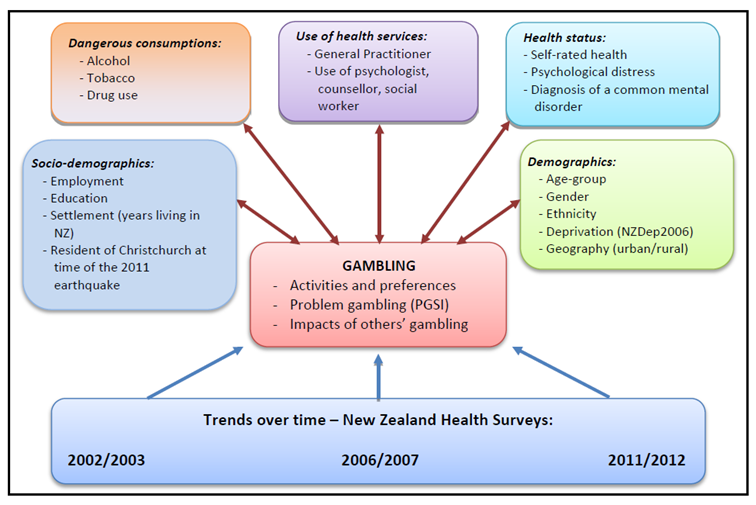 Dangerous consumptions:
- Alcohol
- Tobacco
- Drug use
Use of health services:
- General Practitioner
- Use of psychologist,
counsellor, social
worker
Health status:
- Self-rated health
- Psychological distress
- Diagnosis of a common mental
disorder
Socio-demographics:
- Employment
- Education
- Settlement (years living in
NZ)
- Resident of Christchurch at
time of the 2011
earthquake
Demographics:
- Age-group
- Gender
- Ethnicity
- Deprivation (NZDep2006)
- Geography (urban/rural)
GAMBLING
- Activities and preferences
- Problem gambling (PGSI)
- Impacts of others’ gambling
Trends over time – New Zealand Health Surveys:
2002/2003 2006/2007 2011/2012